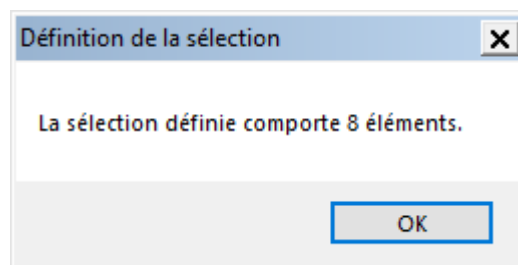 Définition de la sélection
La sélection définie comporte 8 éléments.
OK